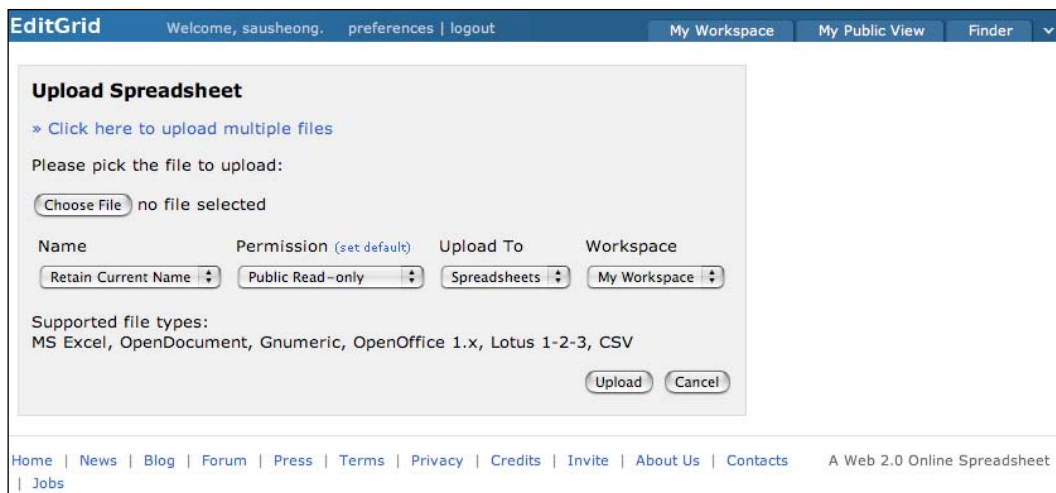 EditGrid Welcome, sausheong. preferences | logout My Workspace My Public View Finder
Upload Spreadsheet
» Click here to upload multiple files
Please pick the file to upload:
Choose File no file selected
Name Permission (set default) Upload To Workspace
Retain Current Name Public Read-only Spreadsheets My Workspace
Supported file types:
MS Excel, OpenDocument, Gnumeric, OpenOffice 1.x, Lotus 1-2-3, CSV
Upload Cancel
Home | News | Blog | Forum | Press | Terms | Privacy | Credits | Invite | About Us | Contacts A Web 2.0 Online Spreadsheet
| Jobs